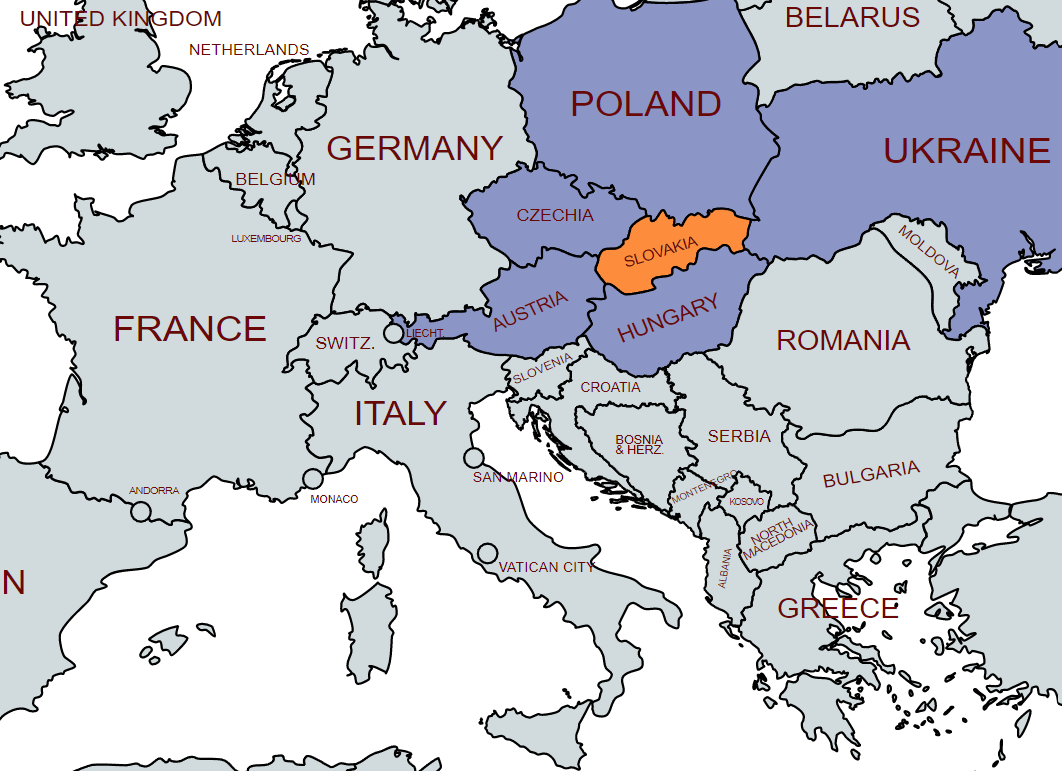 UNITED KINGDOM
BELARUS
NETHERLANDS
POLAND
GERMANY
UKRAINE
BELGIUM
CZECHIA
LUXEMBOURG
SLOVAKIA
MOLDOVA
AUSTRIA
HUNGARY
FRANCE
SWITZ.
LIECHT.
ROMANIA
SLOVENIA
CROATIA
ITALY
BOSNIA
& HERZ.
SERBIA
BULGARIA
SAN MARINO
MONTENEGRO
KOSOVO
ANDORRA
MONACO
NORTH
MACEDONIA
ALBANIA
VATICAN CITY
N
GREECE